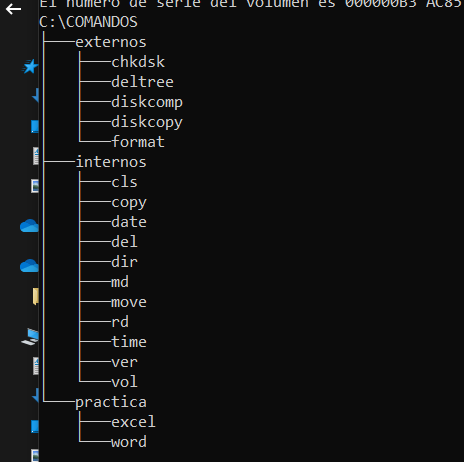 El número de serie del volumen es 000000B3 AC85
C:\COMANDOS
├───externos
│   ├───chkdsk
│   ├───deltree
│   ├───diskcomp
│   ├───diskcopy
│   └───format
├───internos
│   ├───cls
│   ├───copy
│   ├───date
│   ├───del
│   ├───dir
│   ├───md
│   ├───move
│   ├───rd
│   ├───time
│   ├───ver
│   └───vol
└───practica
    ├───excel
    └───word